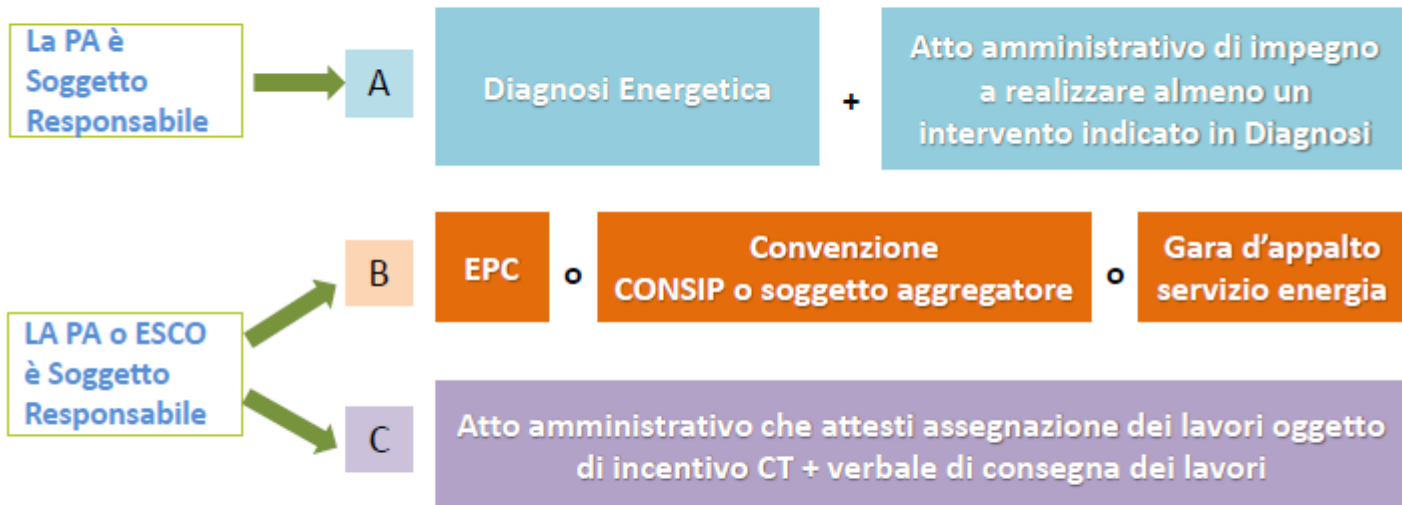 La PA è
Soggetto
Responsabile
A
Diagnosi Energetica
+
Atto amministrativo di impegno
a realizzare almeno un
intervento indicato in Diagnosi
LA PA o ESCO
è Soggetto
Responsabile
B
EPC
o
Convenzione
CONSIP o soggetto aggregatore
o
Gara d'appalto
servizio energia
C
Atto amministrativo che attesti assegnazione dei lavori oggetto
di incentivo CT + verbale di consegna dei lavori